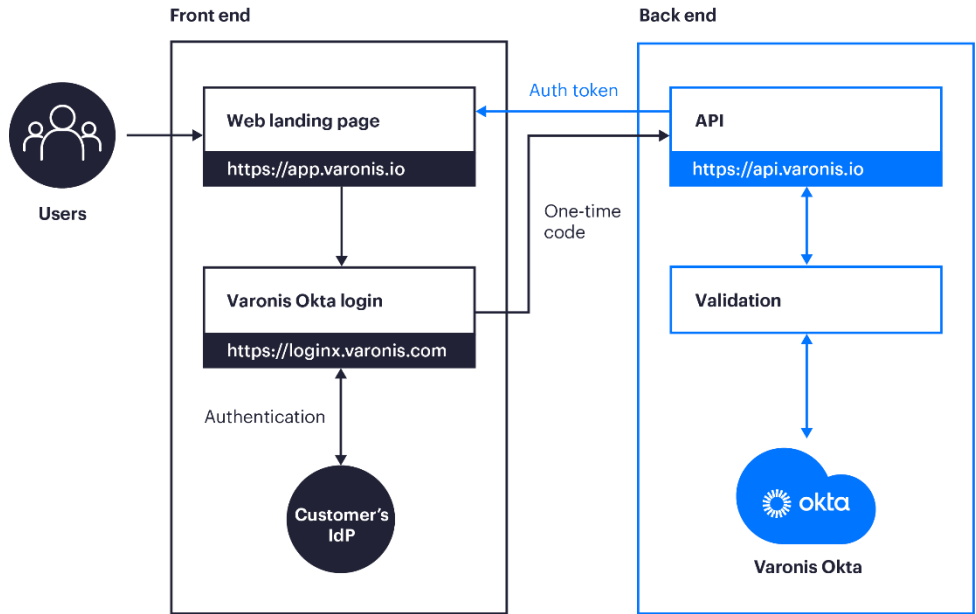 Front end
Back end
Users
Web landing page
https://app.varonis.io
Auth token
API
https://api.varonis.io
One-time
code
Varonis Okta login
https://loginx.varonis.com
Validation
Authentication
Customer's
IdP
okta
Varonis Okta